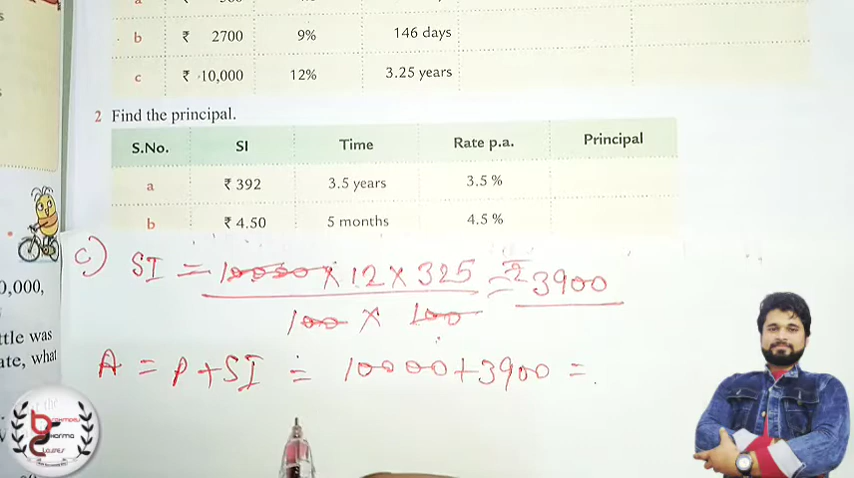 b ₹ 2700 9% 146 days
c ₹ 10,000 12% 3.25 years
2 Find the principal.
S.No. SI Time Rate p.a. Principal
a ₹ 392 3.5 years 3.5 %
b ₹ 4.50 5 months 4.5 %
c) SI = 10000 × 12 × 325 = ₹ 3900
100 × 100
0,000,
ttle was
ate, what
A = P + SI = 10000 + 3900 =